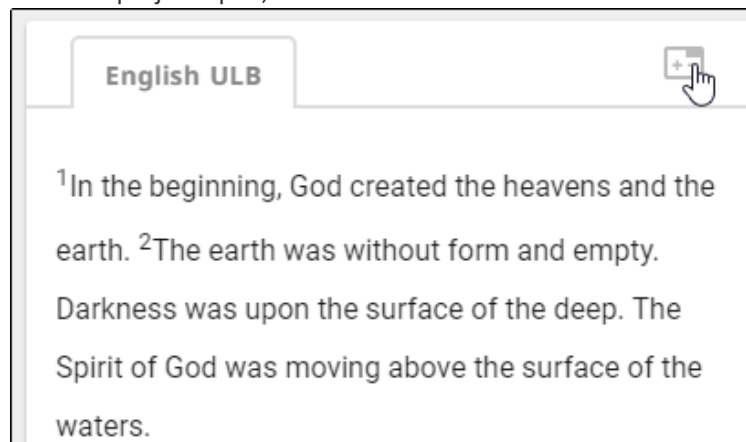 English ULB
¹In the beginning, God created the heavens and the
earth. ²The earth was without form and empty.
Darkness was upon the surface of the deep. The
Spirit of God was moving above the surface of the
waters.